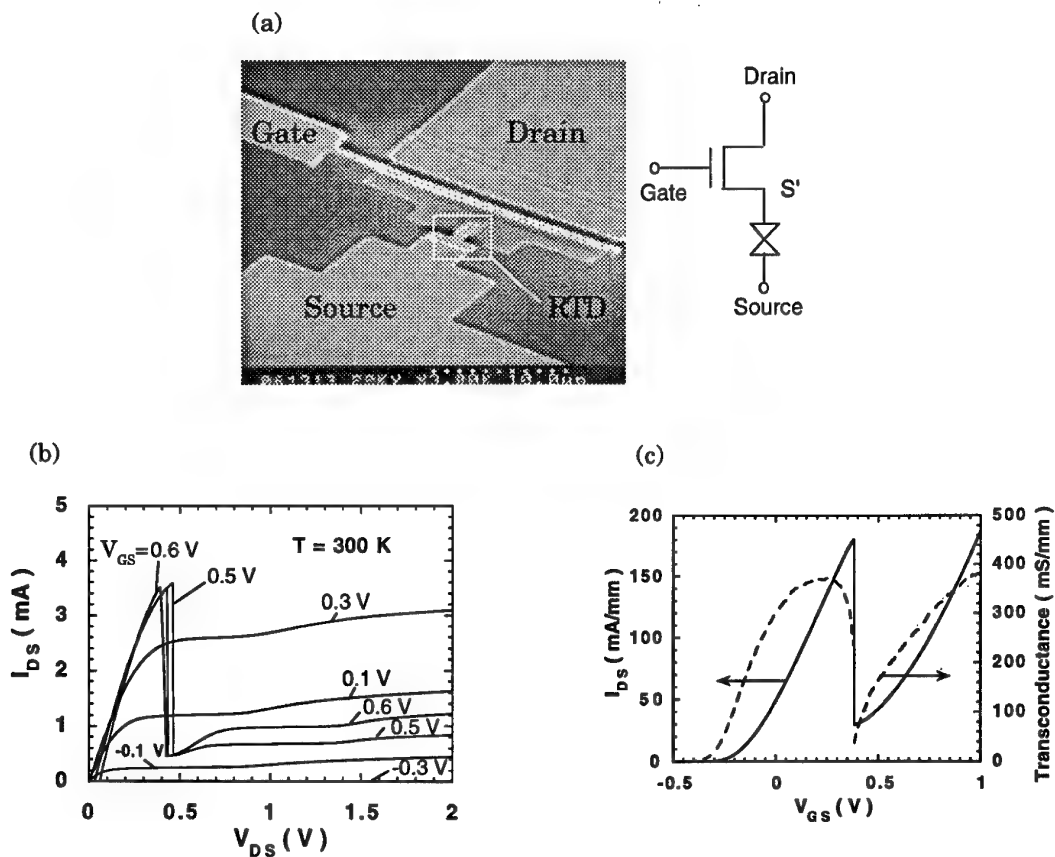 (a)
Gate
Drain
Source
RTD
Drain
Gate
S'
Source
(b)
5
4
3
2
1
0
I_DS (mA)
V_GS=0.6 V
T = 300 K
0.5 V
0.3 V
0.1 V
0.6 V
0.5 V
-0.1 V
-0.3 V
0 0.5 1 1.5 2
V_DS (V)
(c)
200
150
100
50
0
I_DS (mA/mm)
500
400
300
200
100
0
Transconductance (mS/mm)
-0.5 0 0.5 1
V_GS (V)